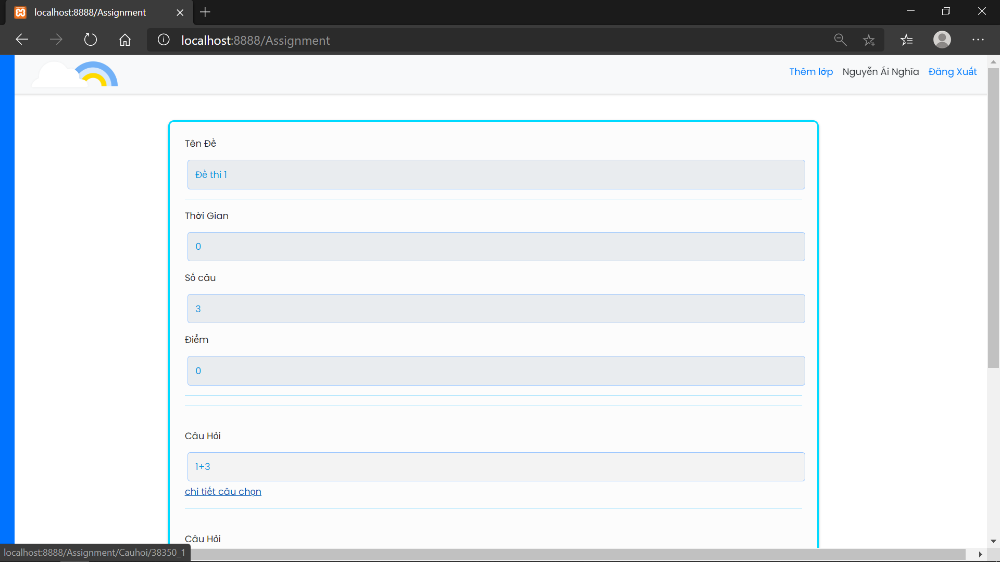 localhost:8888/Assignment
localhost:8888/Assignment
Thêm lớp Nguyễn Ái Nghĩa Đăng Xuất
Tên Đề
Đề thi 1
Thời Gian
0
Số câu
3
Điểm
0
Câu Hỏi
1+3
chi tiết câu chọn
Câu Hỏi
localhost:8888/Assignment/Cauhoi/38350_1